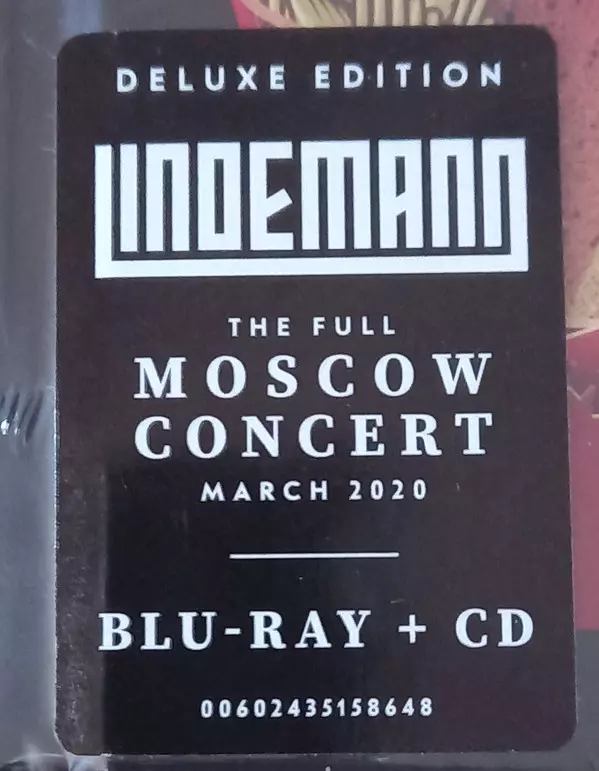 DELUXE EDITION
LINDEMANN
THE FULL
MOSCOW
CONCERT
MARCH 2020
BLU-RAY + CD
00602435158648